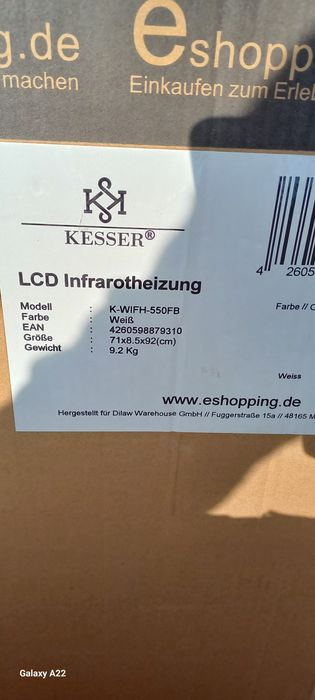 g.de
machen
eshopp
Einkaufen zum Erle
KESSER®
LCD Infrarotheizung
Modell : K-WIFH-550FB
Farbe : Weiß
EAN : 4260598879310
Größe : 71x8.5x92(cm)
Gewicht : 9.2 Kg
4 2605
Farbe // C
Weiss
www.eshopping.de
Hergestellt für Dilaw Warehouse GmbH // Fuggerstraße 15a // 48165 M
Galaxy A22